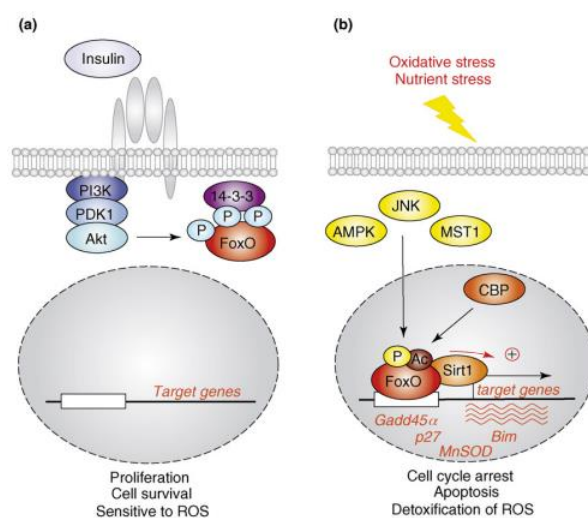 (a)
Insulin
PI3K
PDK1
Akt
14-3-3
P
P
P
FoxO
Target genes
Proliferation
Cell survival
Sensitive to ROS
(b)
Oxidative stress
Nutrient stress
JNK
AMPK
MST1
CBP
P
Ac
FoxO
Sirt1
+
target genes
Gadd45α
p27
Bim
MnSOD
Cell cycle arrest
Apoptosis
Detoxification of ROS